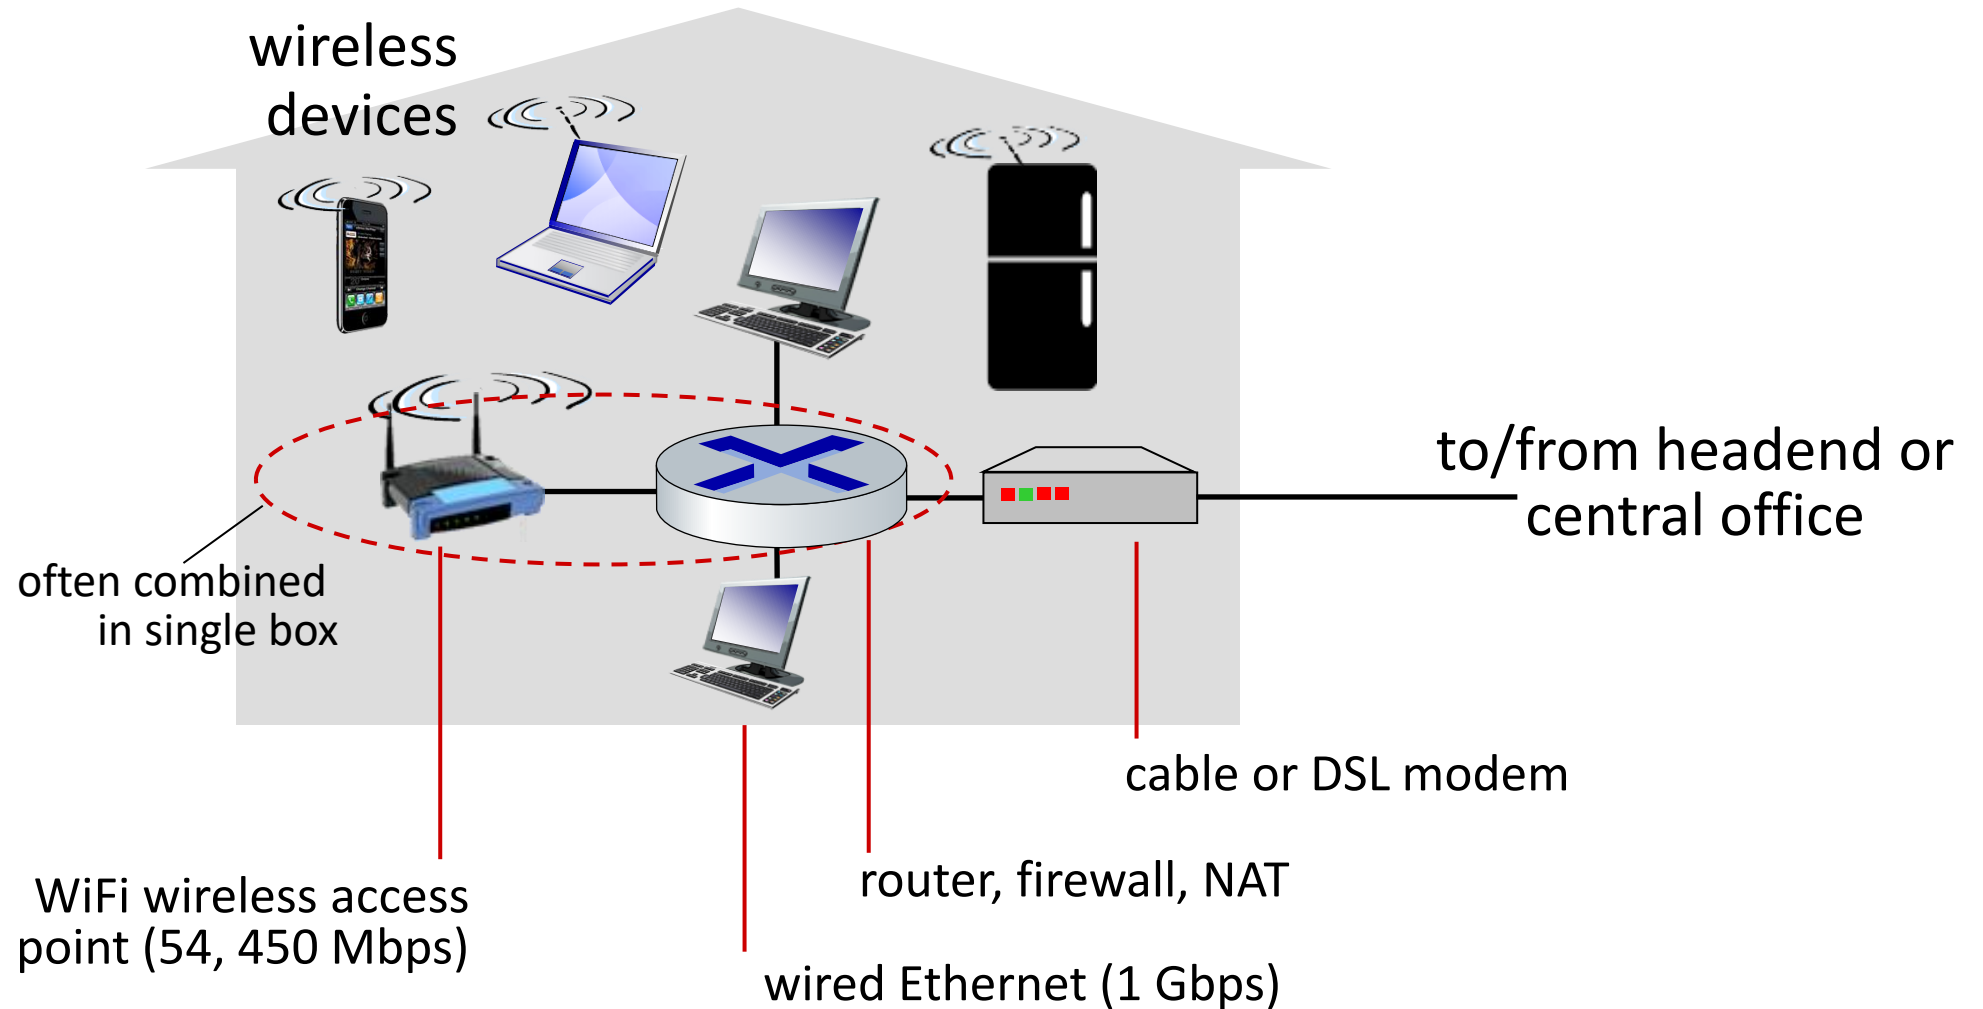 wireless
devices
to/from headend or
central office
often combined
in single box
cable or DSL modem
router, firewall, NAT
WiFi wireless access
point (54, 450 Mbps)
wired Ethernet (1 Gbps)